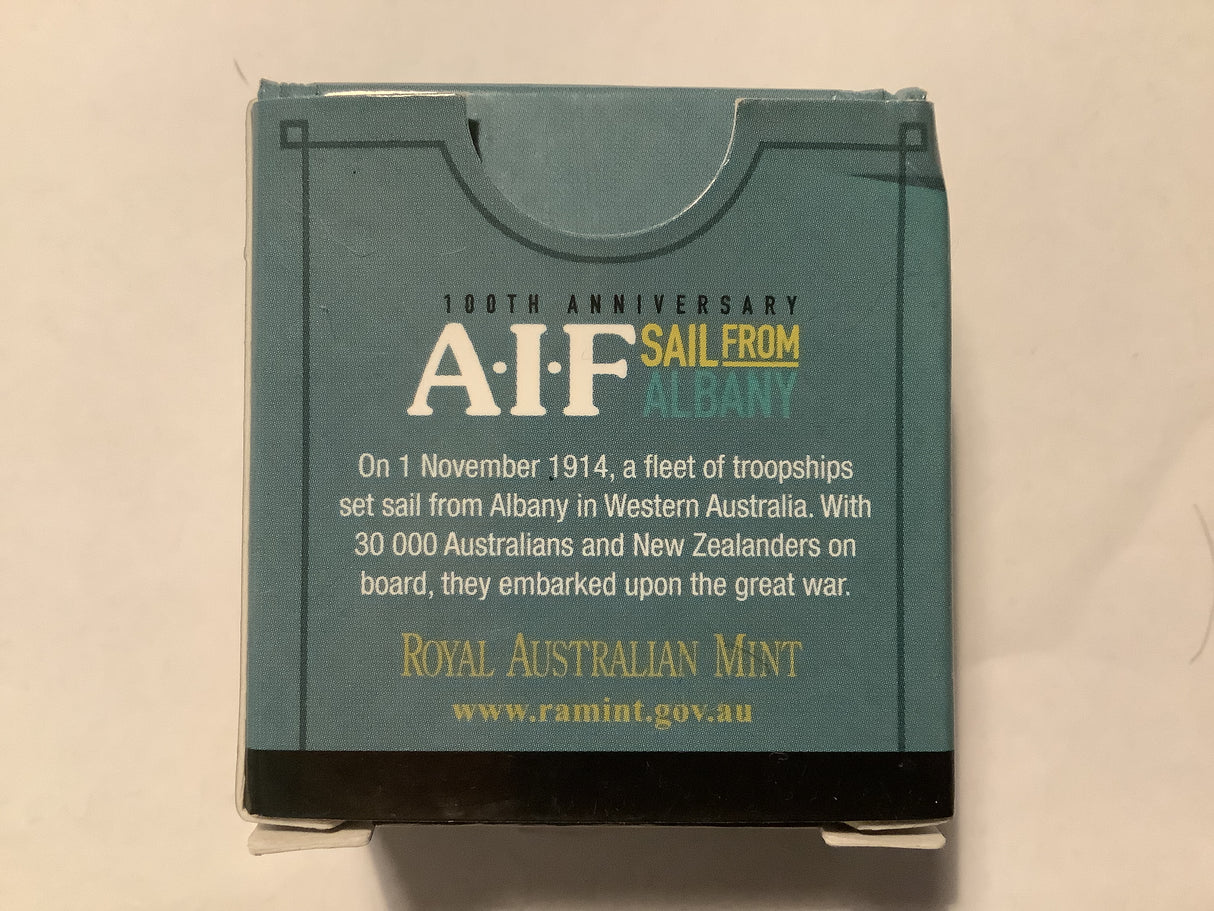 100TH ANNIVERSARY
A·I·F SAIL FROM
ALBANY
On 1 November 1914, a fleet of troopships
set sail from Albany in Western Australia. With
30 000 Australians and New Zealanders on
board, they embarked upon the great war.
ROYAL AUSTRALIAN MINT
www.ramint.gov.au